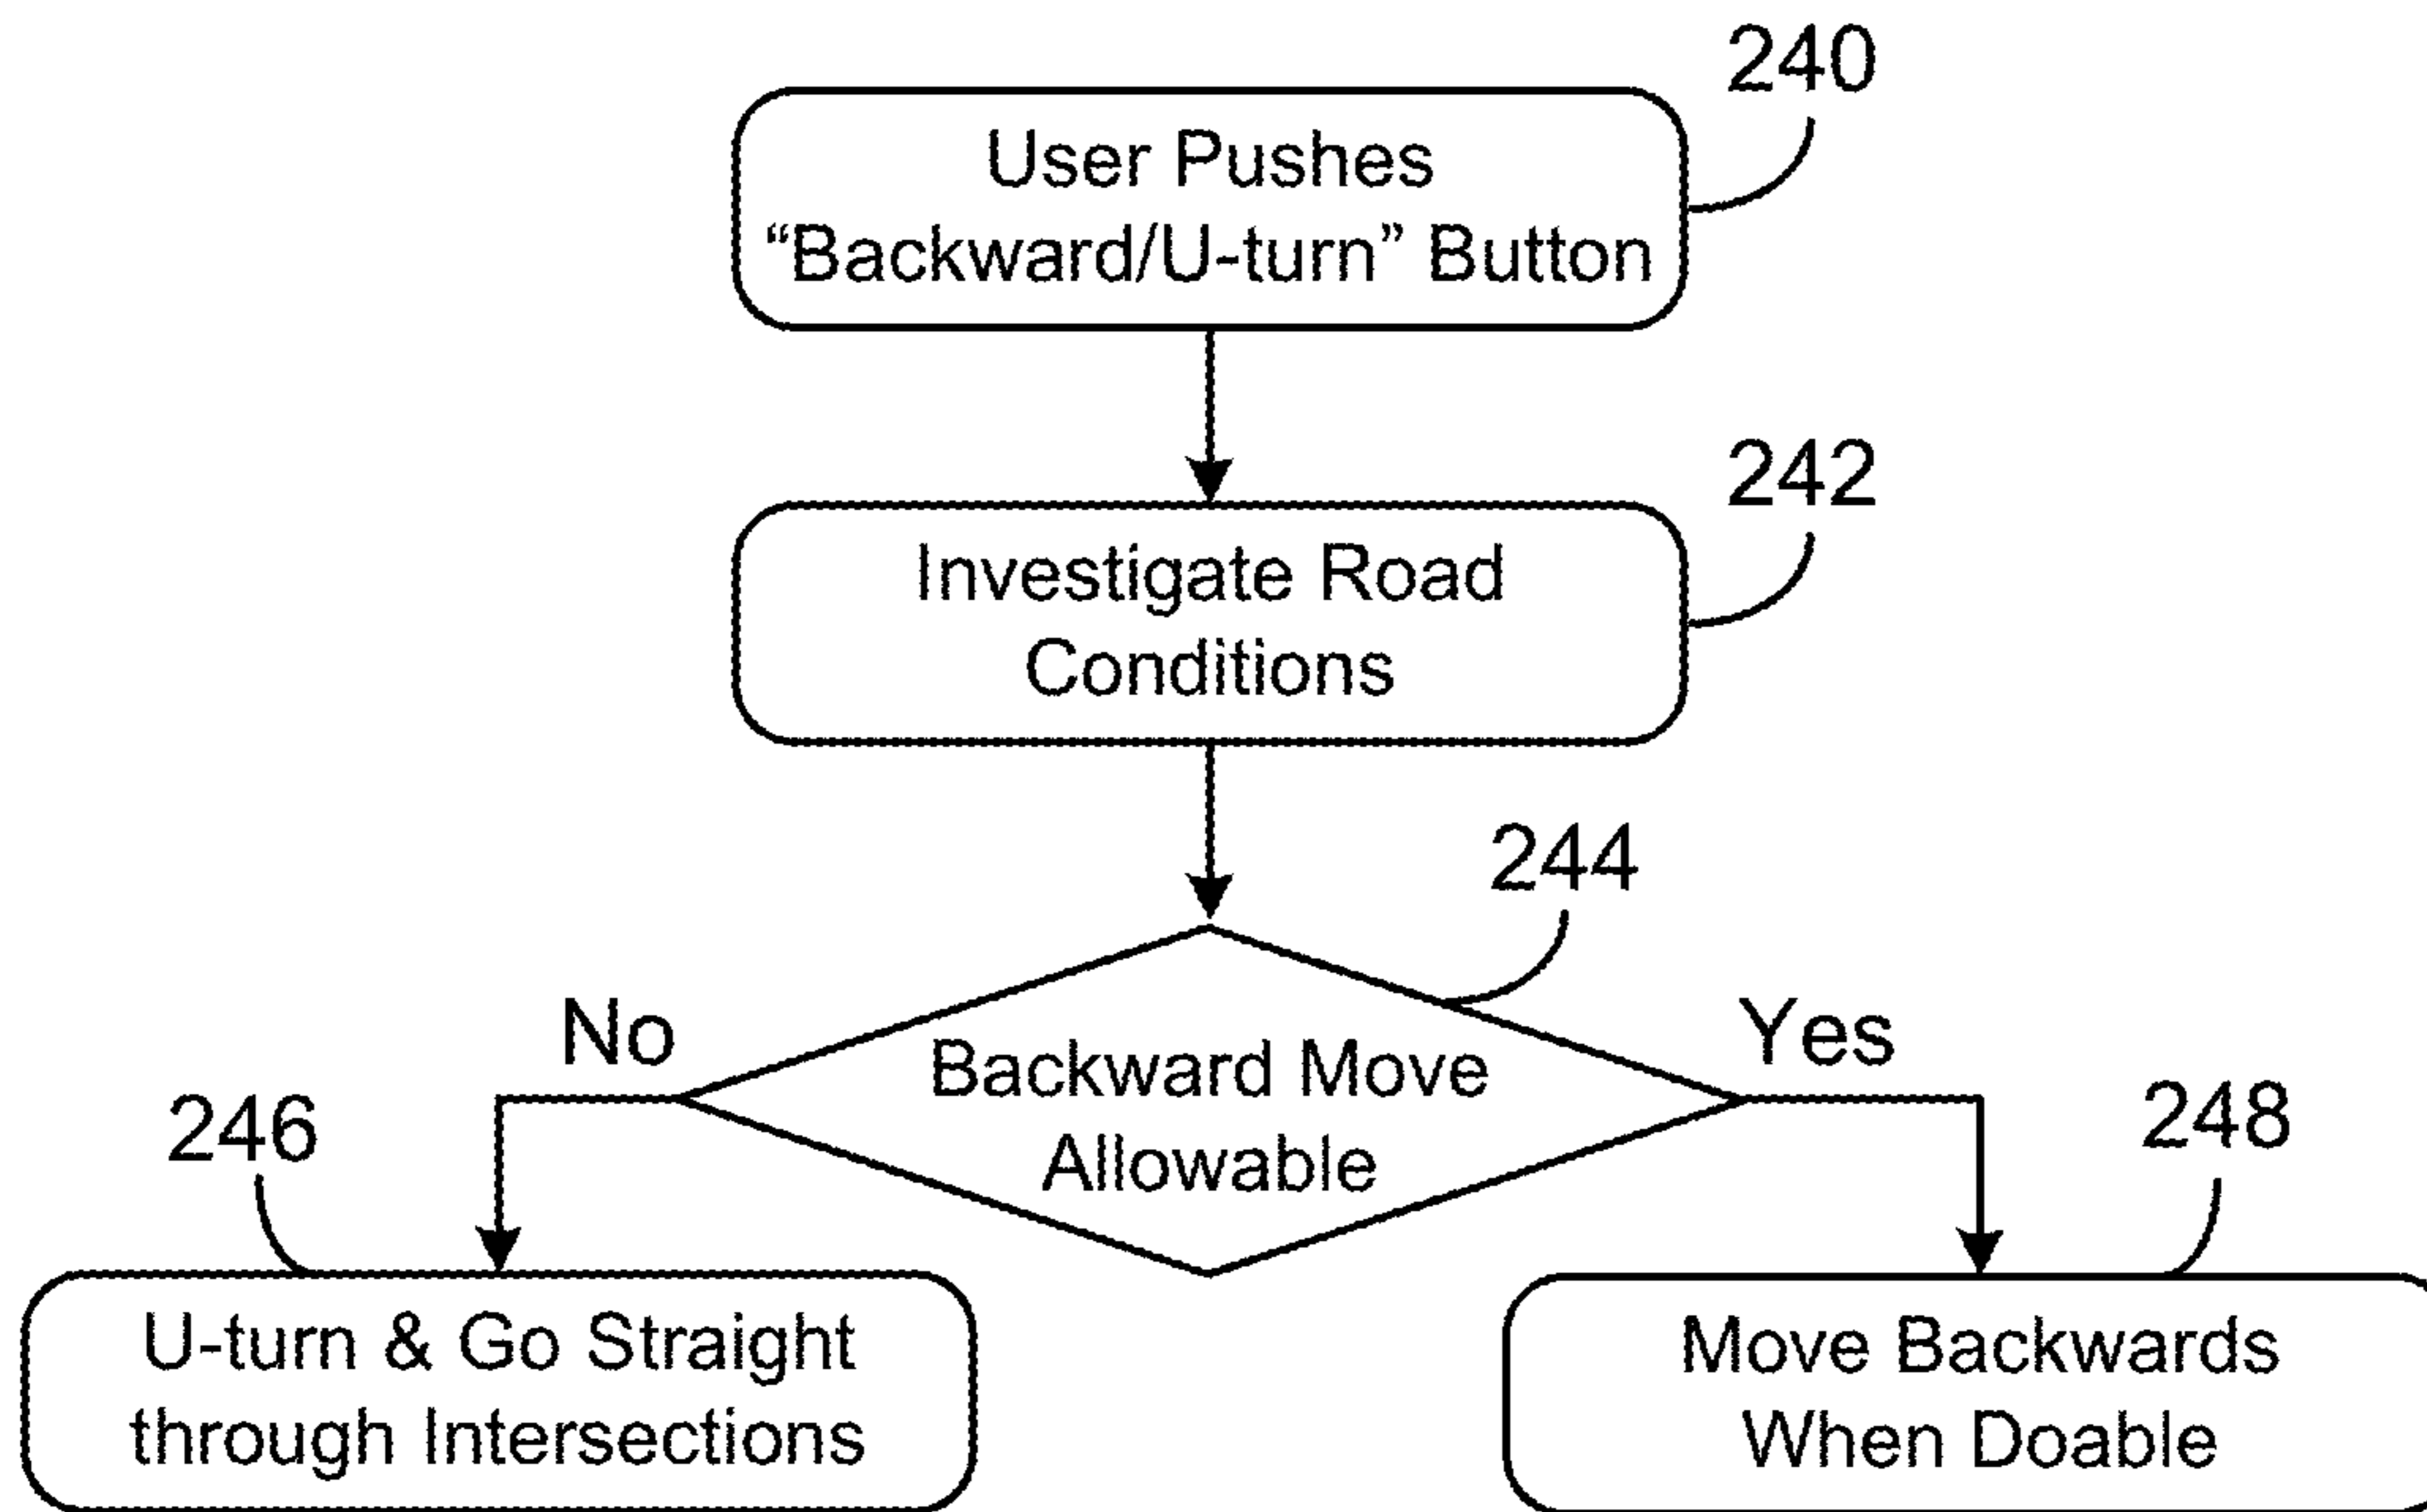 240
User Pushes
“Backward/U-turn” Button
242
Investigate Road
Conditions
244
No
Yes
Backward Move
Allowable
246
248
U-turn & Go Straight
through Intersections
Move Backwards
When Doable